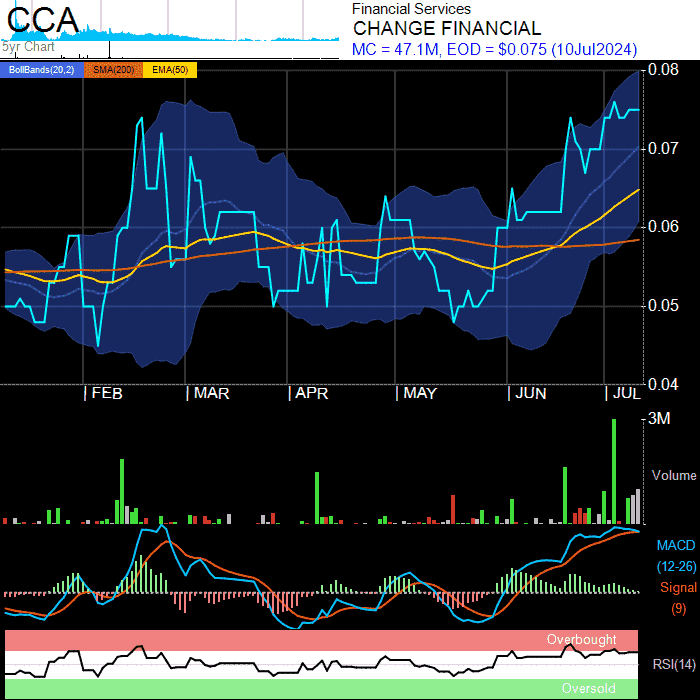 CCA
5yr Chart
Financial Services
CHANGE FINANCIAL
MC = 47.1M, EOD = $0.075 (10Jul2024)
BollBands(20,2) SMA(200) EMA(50)
0.08
0.07
0.06
0.05
0.04
FEB MAR APR MAY JUN JUL
3M
Volume
MACD
(12-26)
Signal
(9)
Overbought
RSI(14)
Oversold